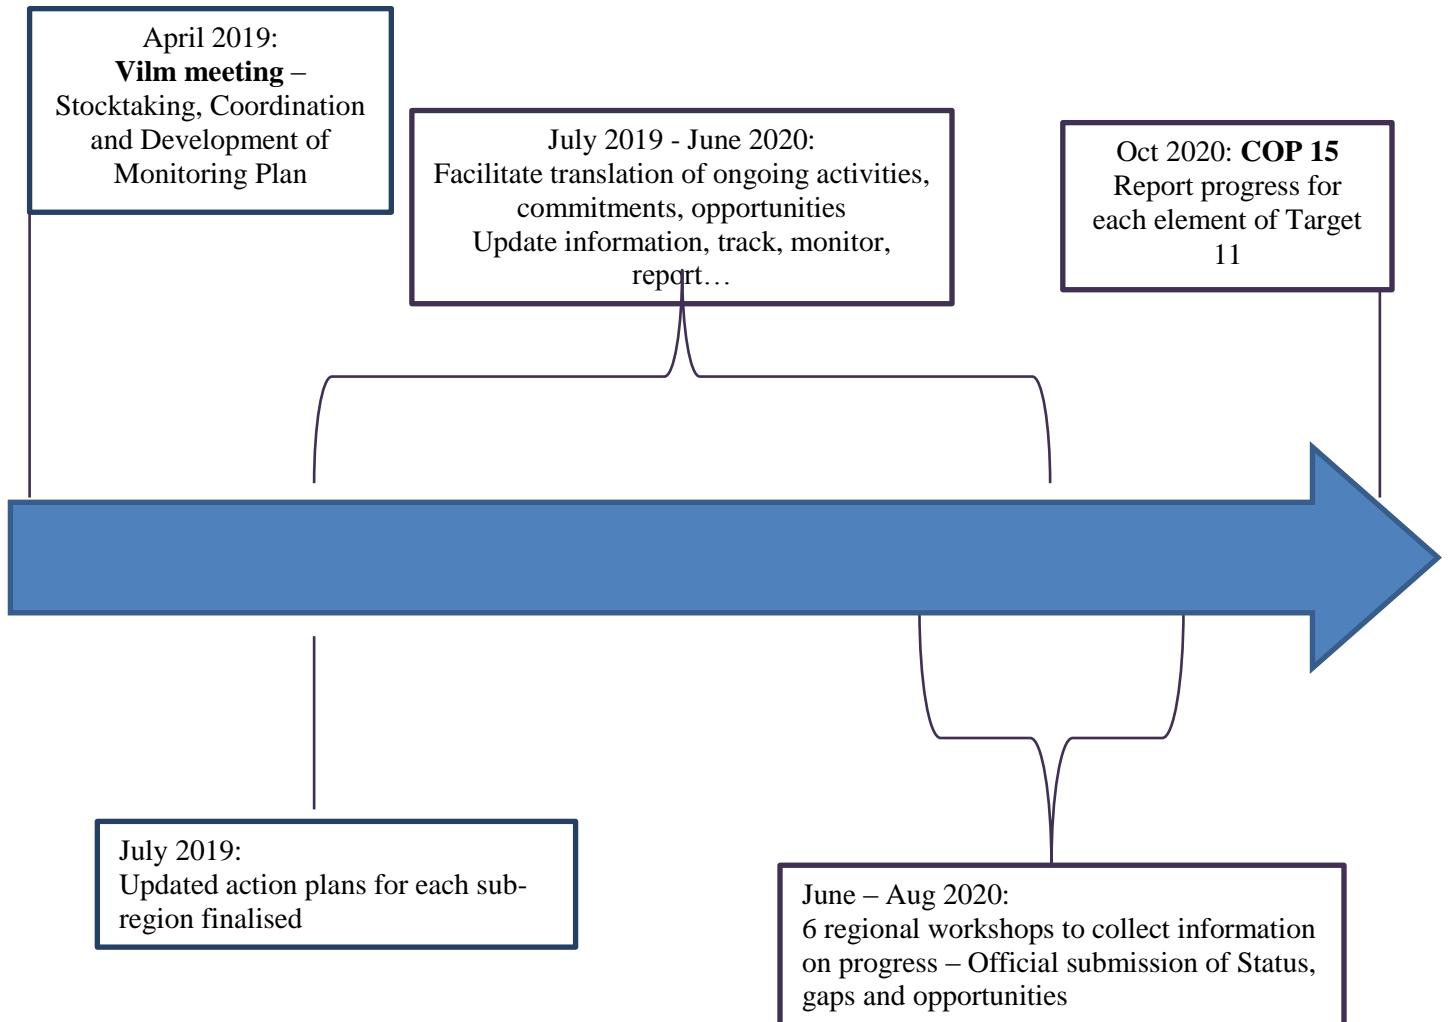 April 2019:
Vilm meeting –
Stocktaking, Coordination
and Development of
Monitoring Plan
July 2019 - June 2020:
Facilitate translation of ongoing activities,
commitments, opportunities
Update information, track, monitor,
report…
Oct 2020: COP 15
Report progress for
each element of Target
11
July 2019:
Updated action plans for each sub-
region finalised
June – Aug 2020:
6 regional workshops to collect information
on progress – Official submission of Status,
gaps and opportunities